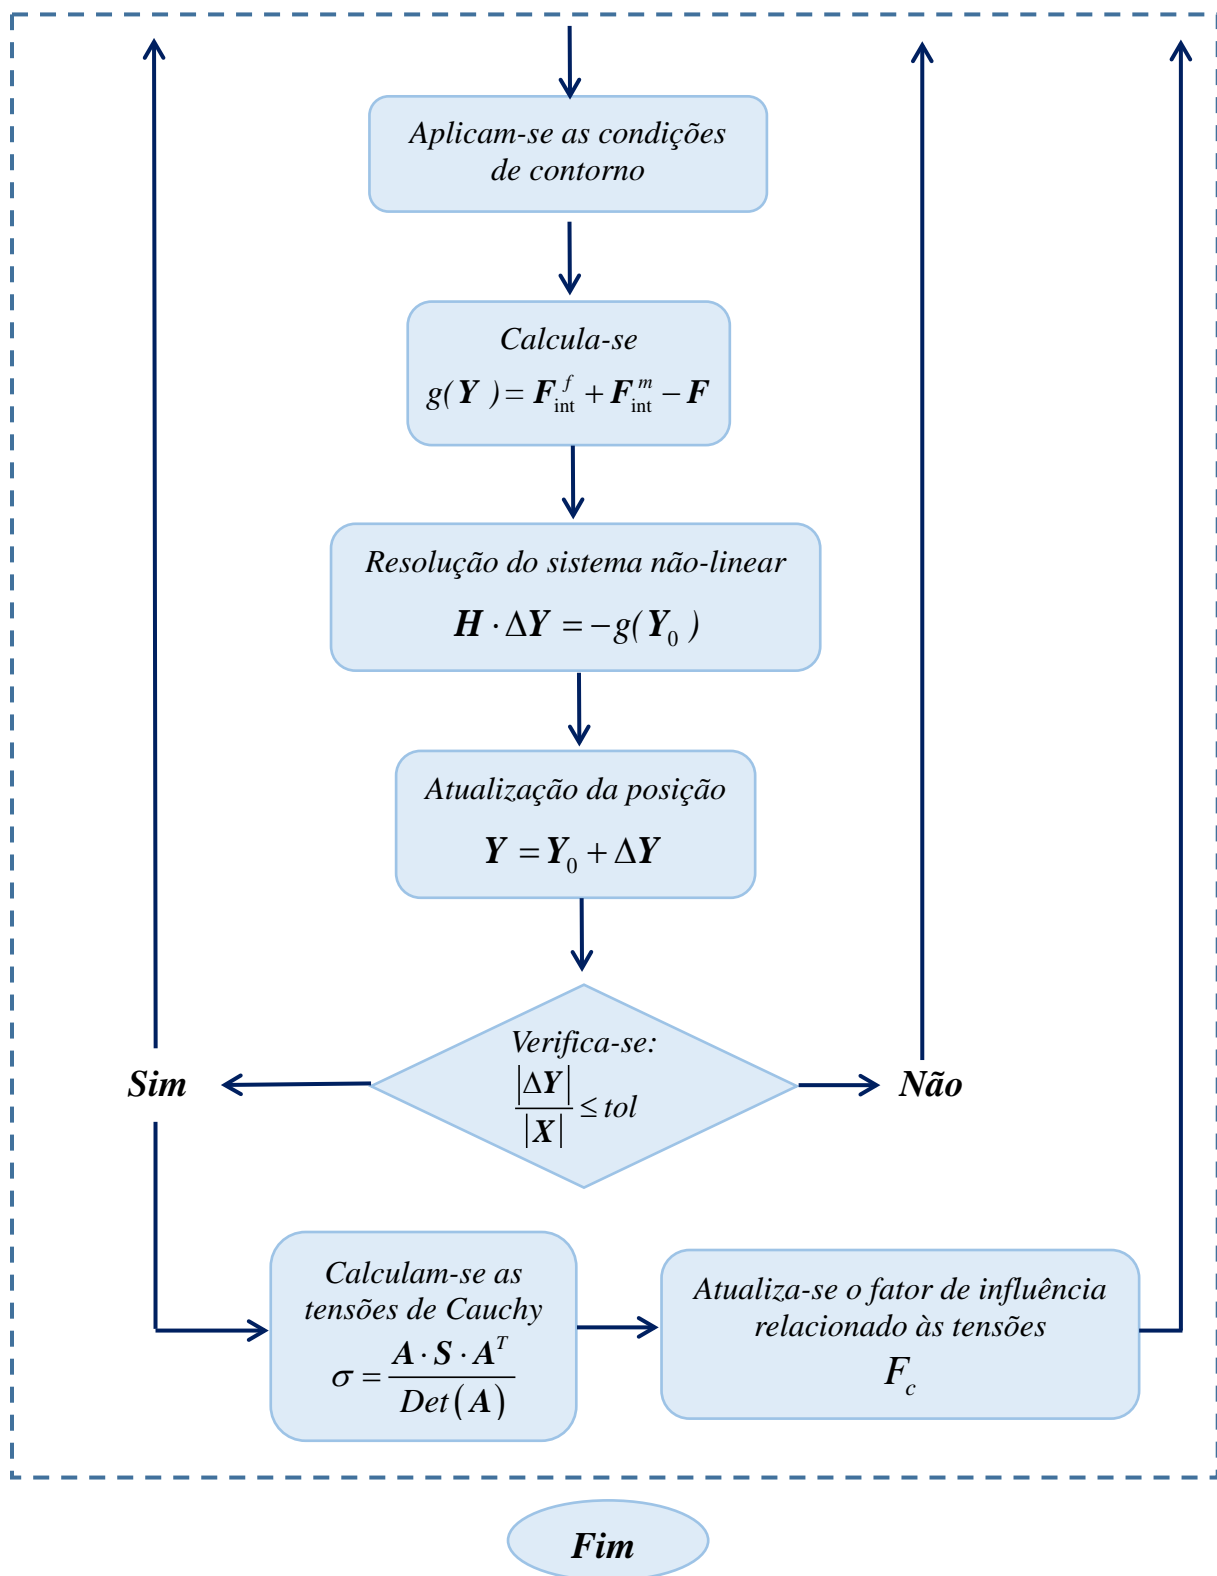 Aplicam-se as condições
de contorno
Calcula-se
g( Y ) = F_int^f + F_int^m − F
Resolução do sistema não-linear
H · ΔY = −g( Y_0 )
Atualização da posição
Y = Y_0 + ΔY
Verifica-se:
|ΔY| / |X| ≤ tol
Sim
Não
Calculam-se as
tensões de Cauchy
σ = A · S · A^T / Det ( A )
Atualiza-se o fator de influência
relacionado às tensões
F_c
Fim